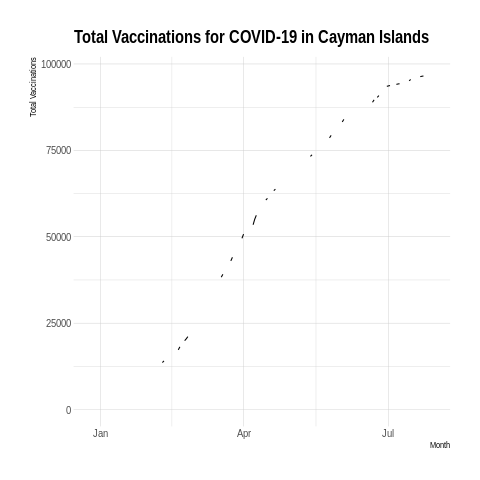 Total Vaccinations for COVID-19 in Cayman Islands
Total Vaccinations
100000
75000
50000
25000
0
Jan Apr Jul
Month